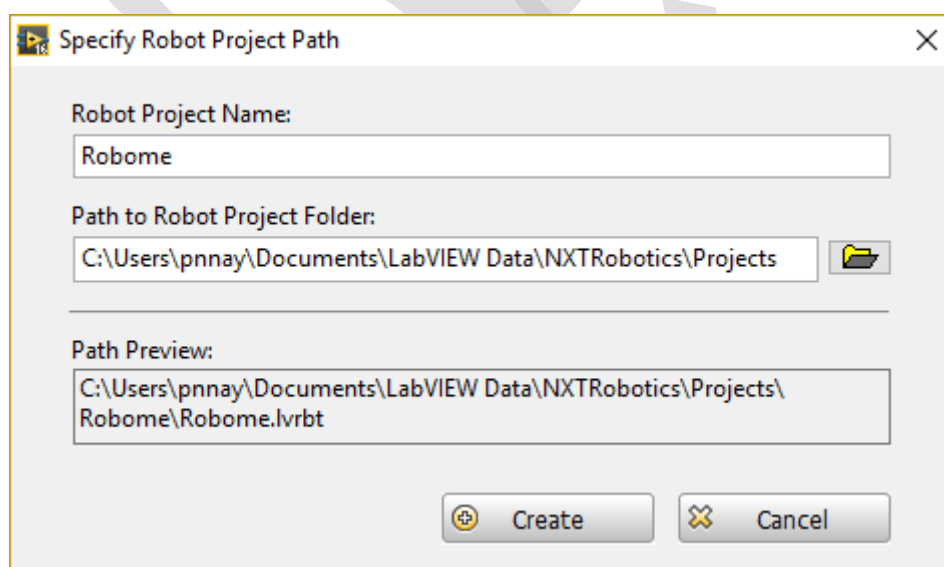 Specify Robot Project Path
Robot Project Name:
Robome
Path to Robot Project Folder:
C:\Users\pnnay\Documents\LabVIEW Data\NXTRobotics\Projects
Path Preview:
C:\Users\pnnay\Documents\LabVIEW Data\NXTRobotics\Projects\
Robome\Robome.lvrbt
Create
Cancel